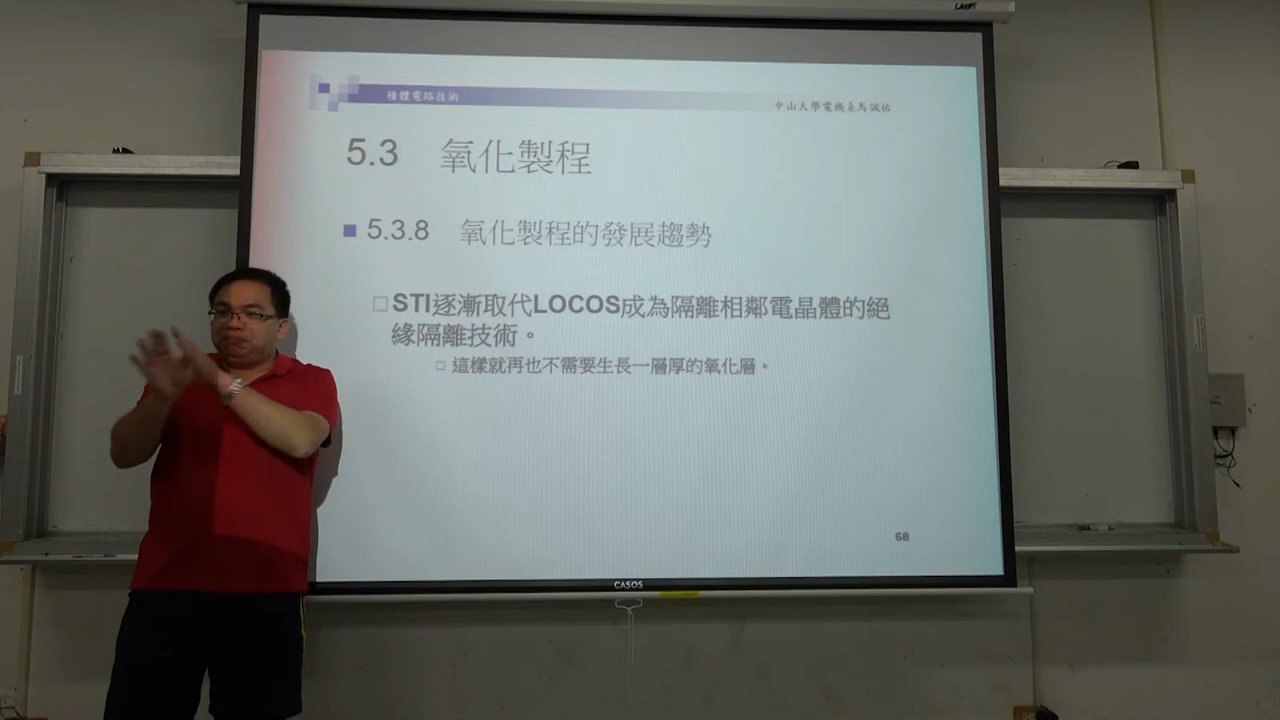 積體電路技術
中山大學電機系馬誠佑
5.3 氧化製程
5.3.8 氧化製程的發展趨勢
STI逐漸取代LOCOS成為隔離相鄰電晶體的絕
緣隔離技術。
這樣就再也不需要生長一層厚的氧化層。
68
CASOS